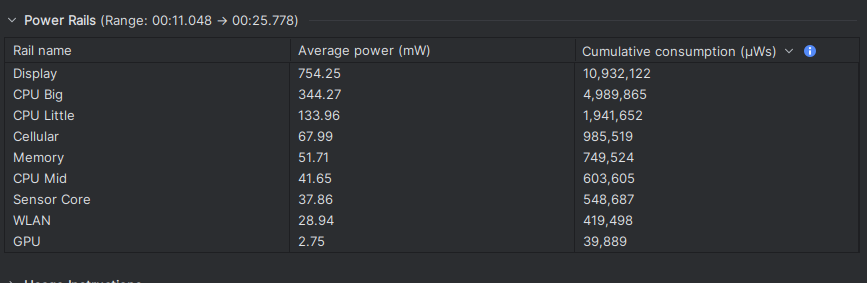 Power Rails (Range: 00:11.048 → 00:25.778)
Rail name Average power (mW) Cumulative consumption (µWs)
Display 754.25 10,932,122
CPU Big 344.27 4,989,865
CPU Little 133.96 1,941,652
Cellular 67.99 985,519
Memory 51.71 749,524
CPU Mid 41.65 603,605
Sensor Core 37.86 548,687
WLAN 28.94 419,498
GPU 2.75 39,889